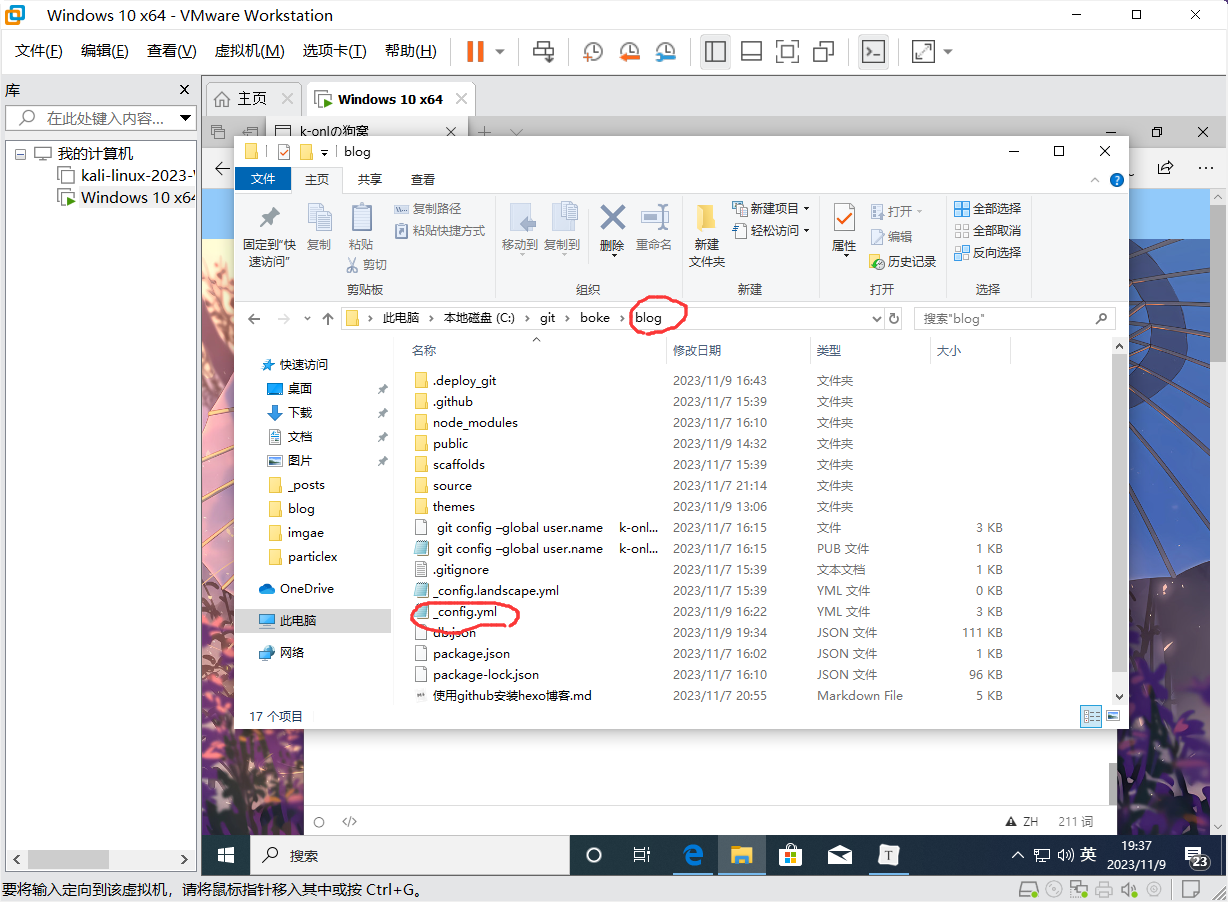 Windows 10 x64 - VMware Workstation
文件(F) 编辑(E) 查看(V) 虚拟机(M) 选项卡(T) 帮助(H)
库
在此处键入内容...
我的计算机
kali-linux-2023-
Windows 10 x64
主页
Windows 10 x64
k-onlの狗窝
blog
文件 主页 共享 查看
固定到"快速访问"
复制
粘贴
复制路径
粘贴快捷方式
剪切
剪贴板
移动到 复制到 删除 重命名
组织
新建文件夹
新建项目
轻松访问
新建
属性
打开
编辑
历史记录
打开
全部选择
全部取消
反向选择
选择
此电脑 本地磁盘 (C:) git boke blog
搜索"blog"
快速访问
桌面
下载
文档
图片
_posts
blog
imgae
particlex
OneDrive
此电脑
网络
名称 修改日期 类型 大小
.deploy_git 2023/11/9 16:43 文件夹
.github 2023/11/7 15:39 文件夹
node_modules 2023/11/7 16:10 文件夹
public 2023/11/9 14:32 文件夹
scaffolds 2023/11/7 15:39 文件夹
source 2023/11/7 21:14 文件夹
themes 2023/11/9 13:06 文件夹
git config –global user.name k-onl... 2023/11/7 16:15 文件 3 KB
git config –global user.name k-onl... 2023/11/7 16:15 PUB 文件 1 KB
.gitignore 2023/11/7 15:39 文本文档 1 KB
_config.landscape.yml 2023/11/7 15:39 YML 文件 0 KB
_config.yml 2023/11/9 16:22 YML 文件 3 KB
db.json 2023/11/9 19:34 JSON 文件 111 KB
package.json 2023/11/7 16:02 JSON 文件 1 KB
package-lock.json 2023/11/7 16:10 JSON 文件 96 KB
使用github安装hexo博客.md 2023/11/7 20:55 Markdown File 5 KB
17 个项目
ZH 211 词
搜索
英
19:37
2023/11/9
23
要将输入定向到该虚拟机，请将鼠标指针移入其中或按 Ctrl+G。